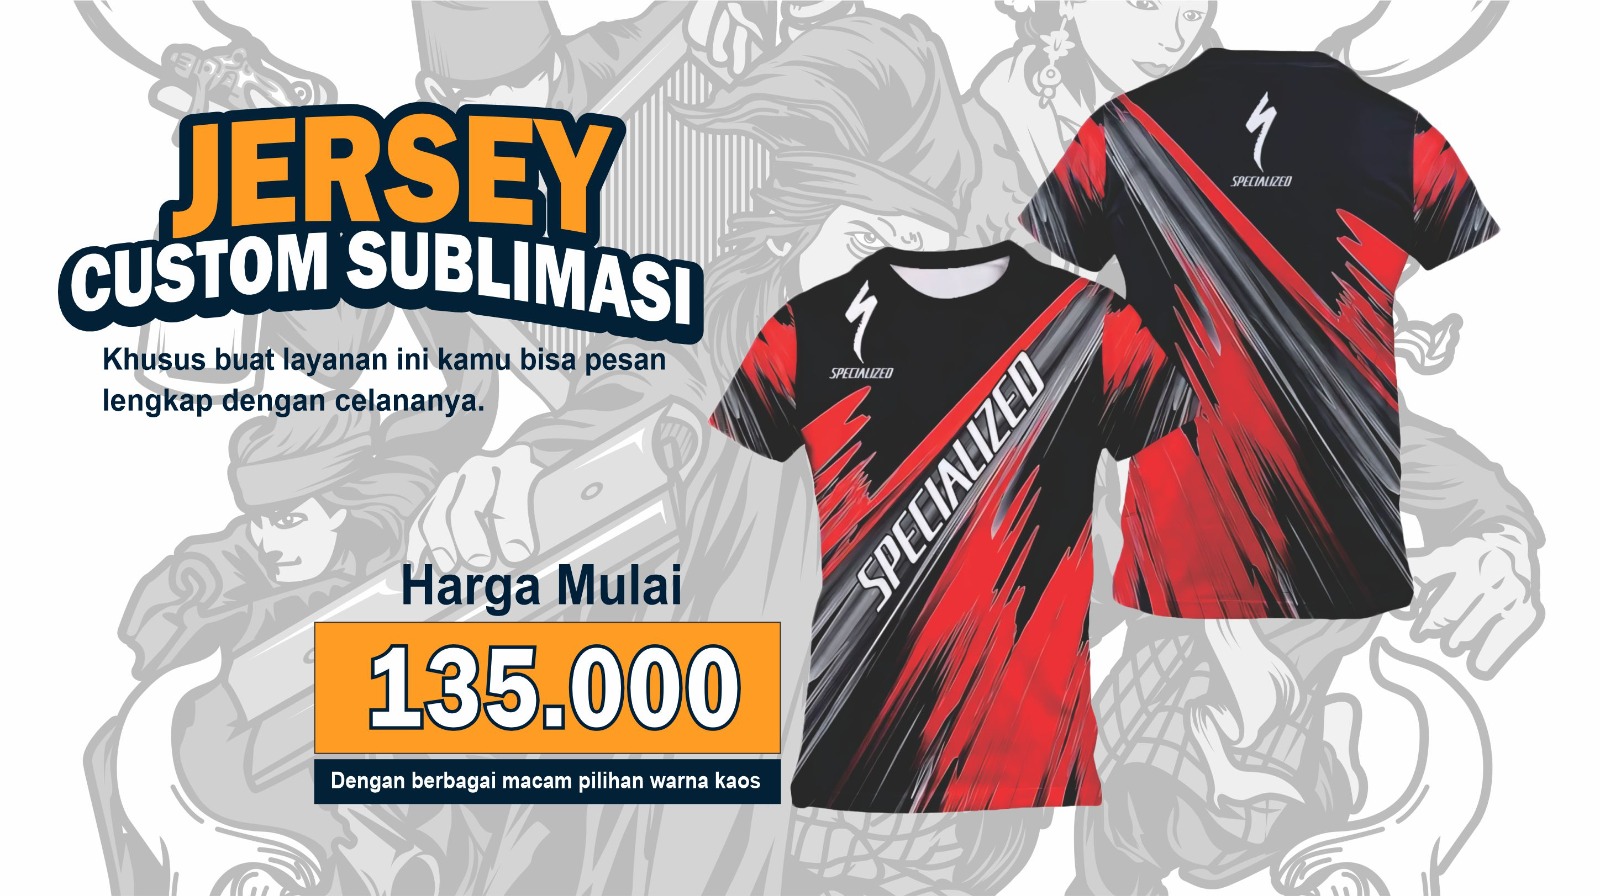 JERSEY
CUSTOM SUBLIMASI
Khusus buat layanan ini kamu bisa pesan
lengkap dengan celananya.
Harga Mulai
135.000
Dengan berbagai macam pilihan warna kaos
SPECIALIZED
SPECIALIZED
SPECIALIZED